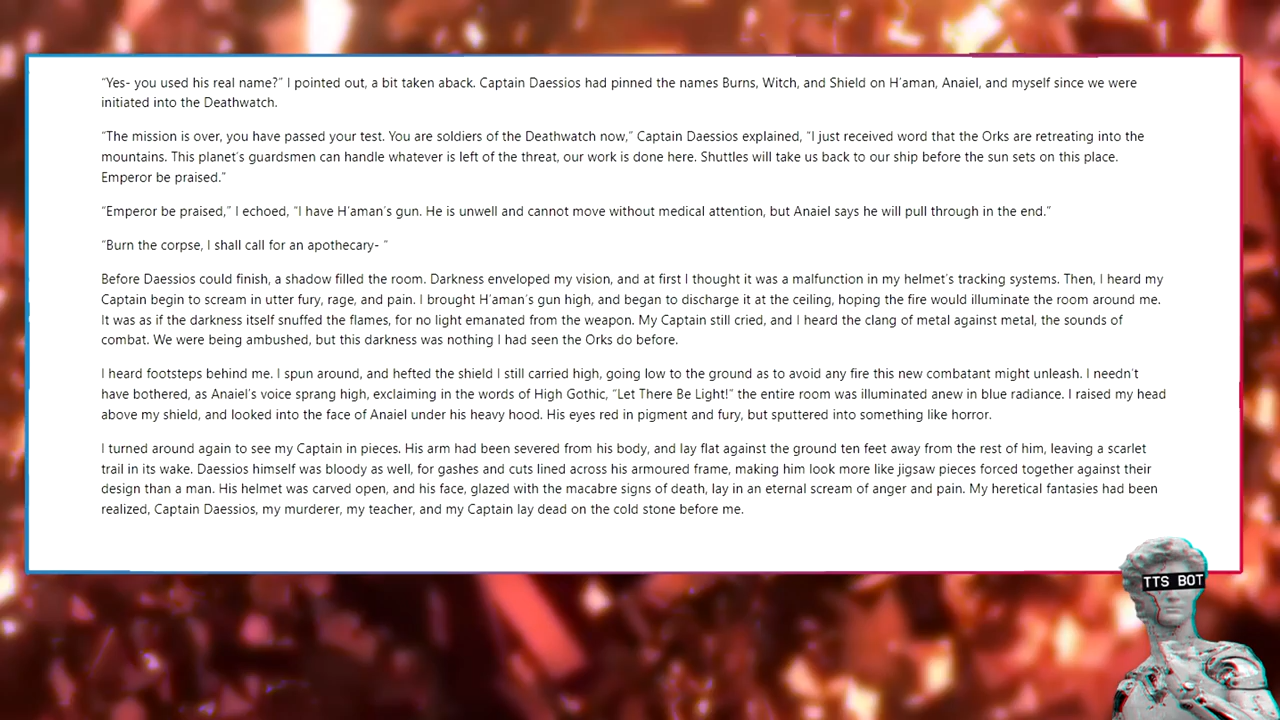 “Yes- you used his real name?” I pointed out, a bit taken aback. Captain Daessios had pinned the names Burns, Witch, and Shield on H’aman, Anaiel, and myself since we were
initiated into the Deathwatch.
“The mission is over, you have passed your test. You are soldiers of the Deathwatch now,” Captain Daessios explained, “I just received word that the Orks are retreating into the
mountains. This planet’s guardsmen can handle whatever is left of the threat, our work is done here. Shuttles will take us back to our ship before the sun sets on this place.
Emperor be praised.”
“Emperor be praised,” I echoed, “I have H’aman’s gun. He is unwell and cannot move without medical attention, but Anaiel says he will pull through in the end.”
“Burn the corpse, I shall call for an apothecary- ”
Before Daessios could finish, a shadow filled the room. Darkness enveloped my vision, and at first I thought it was a malfunction in my helmet’s tracking systems. Then, I heard my
Captain begin to scream in utter fury, rage, and pain. I brought H’aman’s gun high, and began to discharge it at the ceiling, hoping the fire would illuminate the room around me.
It was as if the darkness itself snuffed the flames, for no light emanated from the weapon. My Captain still cried, and I heard the clang of metal against metal, the sounds of
combat. We were being ambushed, but this darkness was nothing I had seen the Orks do before.
I heard footsteps behind me. I spun around, and hefted the shield I still carried high, going low to the ground as to avoid any fire this new combatant might unleash. I needn’t
have bothered, as Anaiel’s voice sprang high, exclaiming in the words of High Gothic, “Let There Be Light!” the entire room was illuminated anew in blue radiance. I raised my head
above my shield, and looked into the face of Anaiel under his heavy hood. His eyes red in pigment and fury, but sputtered into something like horror.
I turned around again to see my Captain in pieces. His arm had been severed from his body, and lay flat against the ground ten feet away from the rest of him, leaving a scarlet
trail in its wake. Daessios himself was bloody as well, for gashes and cuts lined across his armoured frame, making him look more like jigsaw pieces forced together against their
design than a man. His helmet was carved open, and his face, glazed with the macabre signs of death, lay in an eternal scream of anger and pain. My heretical fantasies had been
realized, Captain Daessios, my murderer, my teacher, and my Captain lay dead on the cold stone before me.
TTS BOT